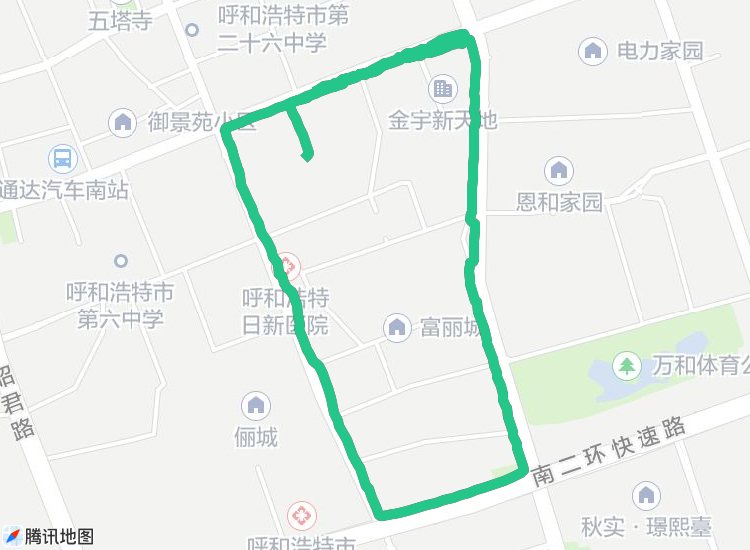 五塔寺
呼和浩特市第
二十六中学
电力家园
御景苑小区
金宇新天地
通达汽车南站
恩和家园
呼和浩特市
第六中学
呼和浩特
日新医院
富丽城
万和体育公
昭君路
俪城
南二环快速路
秋实·璟熙臺
呼和浩特市
腾讯地图